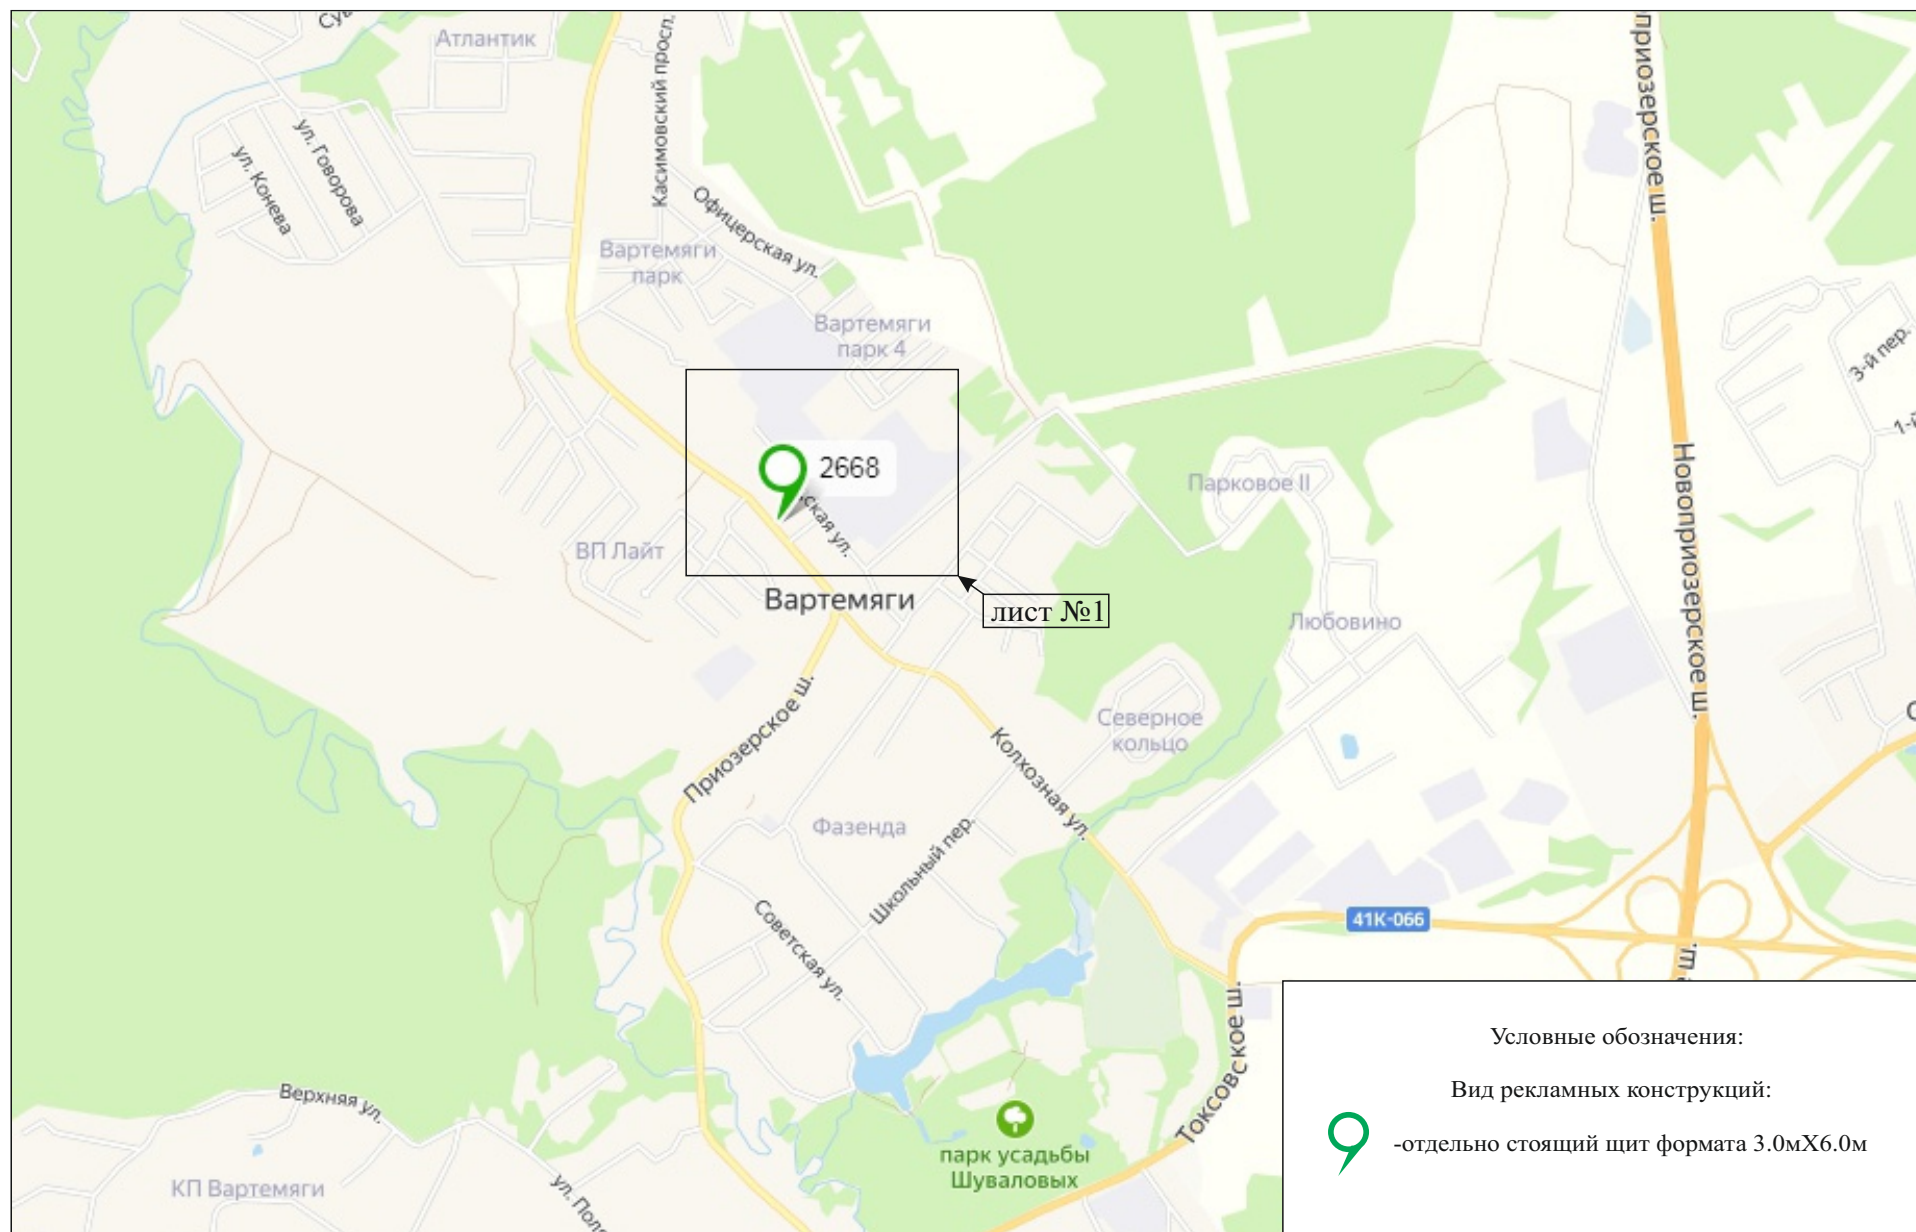 Атлантик
Касимовский просп.
ул. Говорова
ул. Конева
Офицерская ул.
Вартемяги
парк
Вартемяги
парк 4
приозерское ш.
3-й пер.
2668
ская ул.
Парковое II
Новоприозерское ш.
ВП Лайт
Вартемяги
лист №1
Любовино
Приозерское ш.
Северное
кольцо
Колхозная ул.
Фазенда
Школьный пер.
Советская ул.
41К-066
Токсовское ш.
Верхняя ул.
КП Вартемяги
парк усадьбы
Шуваловых
Условные обозначения:
Вид рекламных конструкций:
-отдельно стоящий щит формата 3.0мХ6.0м